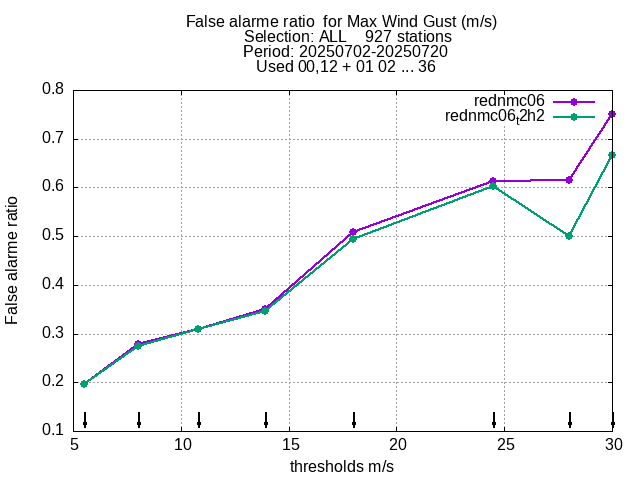 False alarme ratio  for Max Wind Gust (m/s)
Selection: ALL    927 stations
Period: 20250702-20250720
Used 00,12 + 01 02 ... 36
rednmc06
rednmc06_t2h2
0.8
0.7
0.6
0.5
0.4
0.3
0.2
0.1
False alarme ratio
5 10 15 20 25 30
thresholds m/s